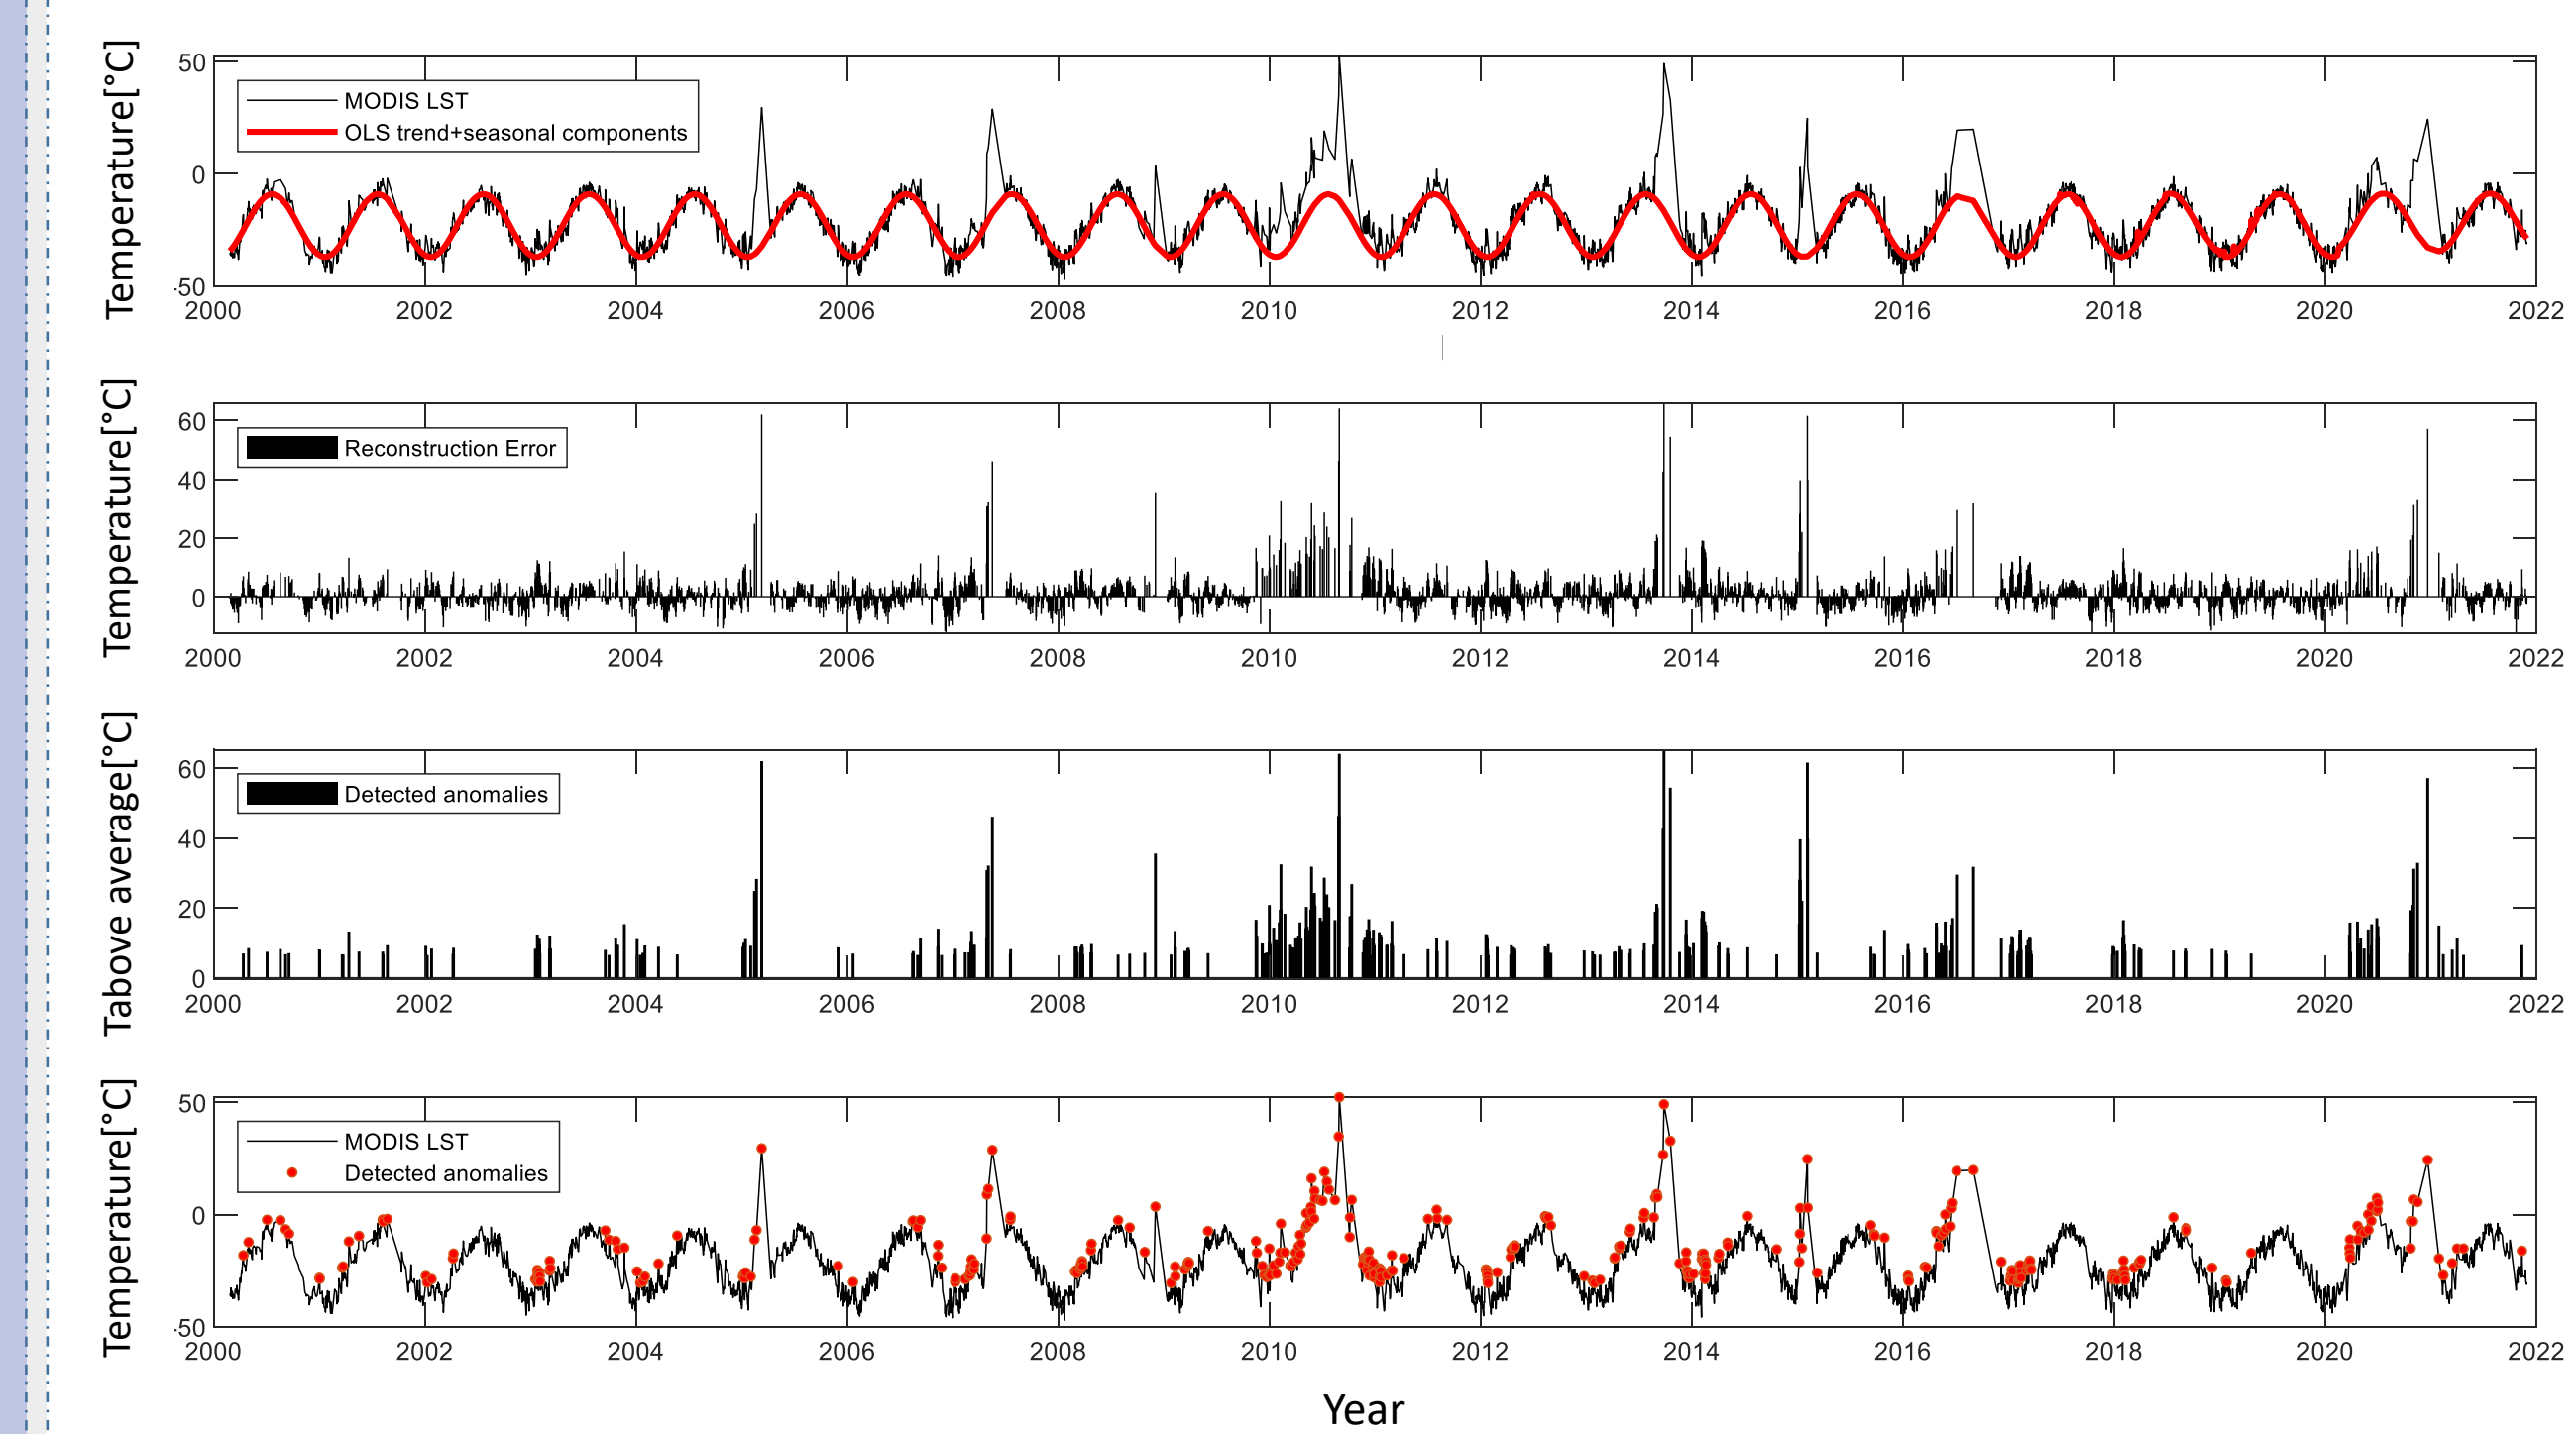 Temperature[°C]
50
0
-50
MODIS LST
OLS trend+seasonal components
2000 2002 2004 2006 2008 2010 2012 2014 2016 2018 2020 2022
Temperature[°C]
60
40
20
0
Reconstruction Error
2000 2002 2004 2006 2008 2010 2012 2014 2016 2018 2020 2022
Tabove average[°C]
60
40
20
0
Detected anomalies
2000 2002 2004 2006 2008 2010 2012 2014 2016 2018 2020 2022
Temperature[°C]
50
0
-50
MODIS LST
Detected anomalies
2000 2002 2004 2006 2008 2010 2012 2014 2016 2018 2020 2022
Year